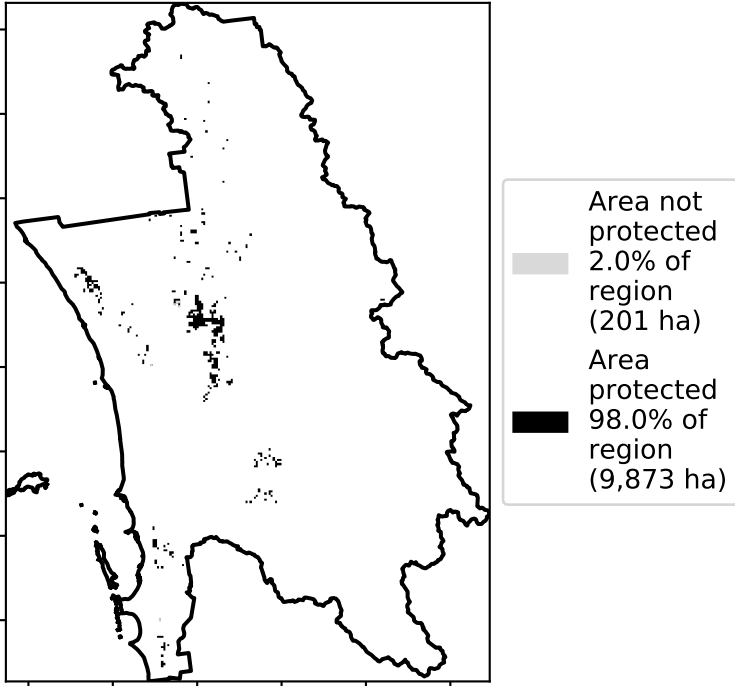 Area not
protected
2.0% of
region
(201 ha)
Area
protected
98.0% of
region
(9,873 ha)